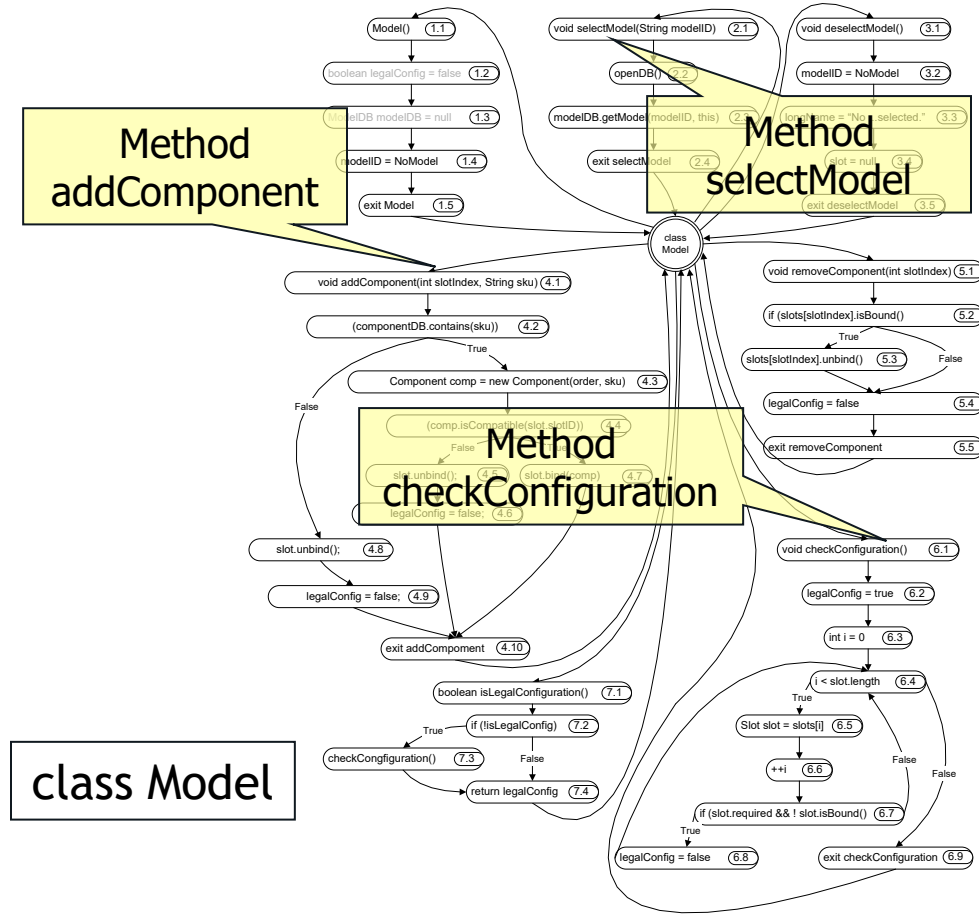 Model() 1.1
boolean legalConfig = false 1.2
ModelDB modelDB = null 1.3
modelID = NoModel 1.4
exit Model 1.5
void selectModel(String modelID) 2.1
openDB() 2.2
modelDB.getModel(modelID, this) 2.3
exit selectModel 2.4
void deselectModel() 3.1
modelID = NoModel 3.2
longName = “No ...selected.” 3.3
slot = null 3.4
exit deselectModel 3.5
Method
addComponent
Method
selectModel
class
Model
void addComponent(int slotIndex, String sku) 4.1
(componentDB.contains(sku)) 4.2
True
False
Component comp = new Component(order, sku) 4.3
(comp.isCompatible(slot.slotID)) 4.4
False
True
slot.unbind(); 4.5
slot.bind(comp) 4.7
legalConfig = false; 4.6
slot.unbind(); 4.8
legalConfig = false; 4.9
exit addCompoment 4.10
Method
checkConfiguration
void removeComponent(int slotIndex) 5.1
if (slots[slotIndex].isBound() 5.2
True
False
slots[slotIndex].unbind() 5.3
legalConfig = false 5.4
exit removeComponent 5.5
void checkConfiguration() 6.1
legalConfig = true 6.2
int i = 0 6.3
i < slot.length 6.4
True
False
Slot slot = slots[i] 6.5
++i 6.6
if (slot.required && ! slot.isBound() 6.7
True
False
legalConfig = false 6.8
exit checkConfiguration 6.9
boolean isLegalConfiguration() 7.1
if (!isLegalConfig) 7.2
True
False
checkCongfiguration() 7.3
return legalConfig 7.4
class Model